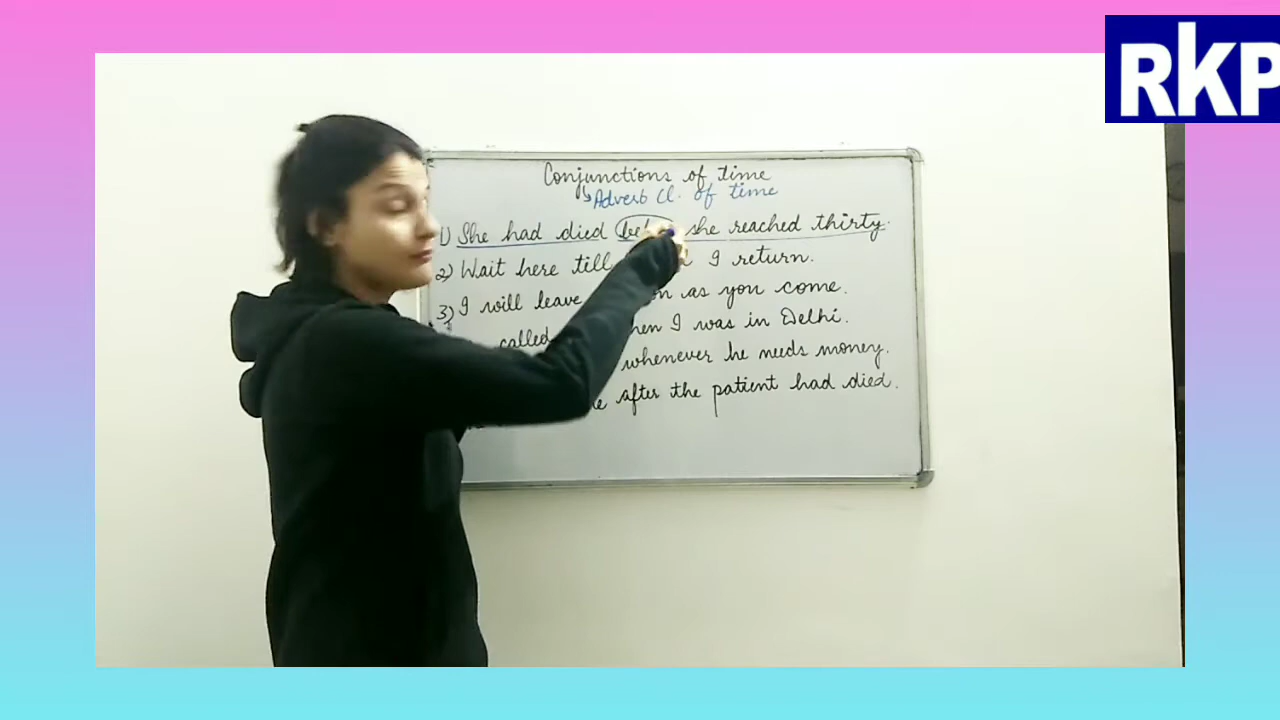 RKP
Conjunctions of time
Adverb Cl. of time
1) She had died she reached thirty.
2) Wait here till I return.
3) I will leave as you come.
called I was in Delhi.
whenever he needs money.
after the patient had died.